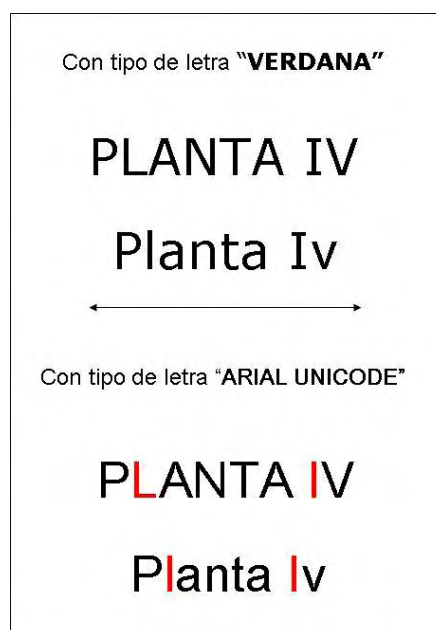 Con tipo de letra “VERDANA”
PLANTA IV
Planta Iv
Con tipo de letra “ARIAL UNICODE”
PLANTA IV
Planta Iv